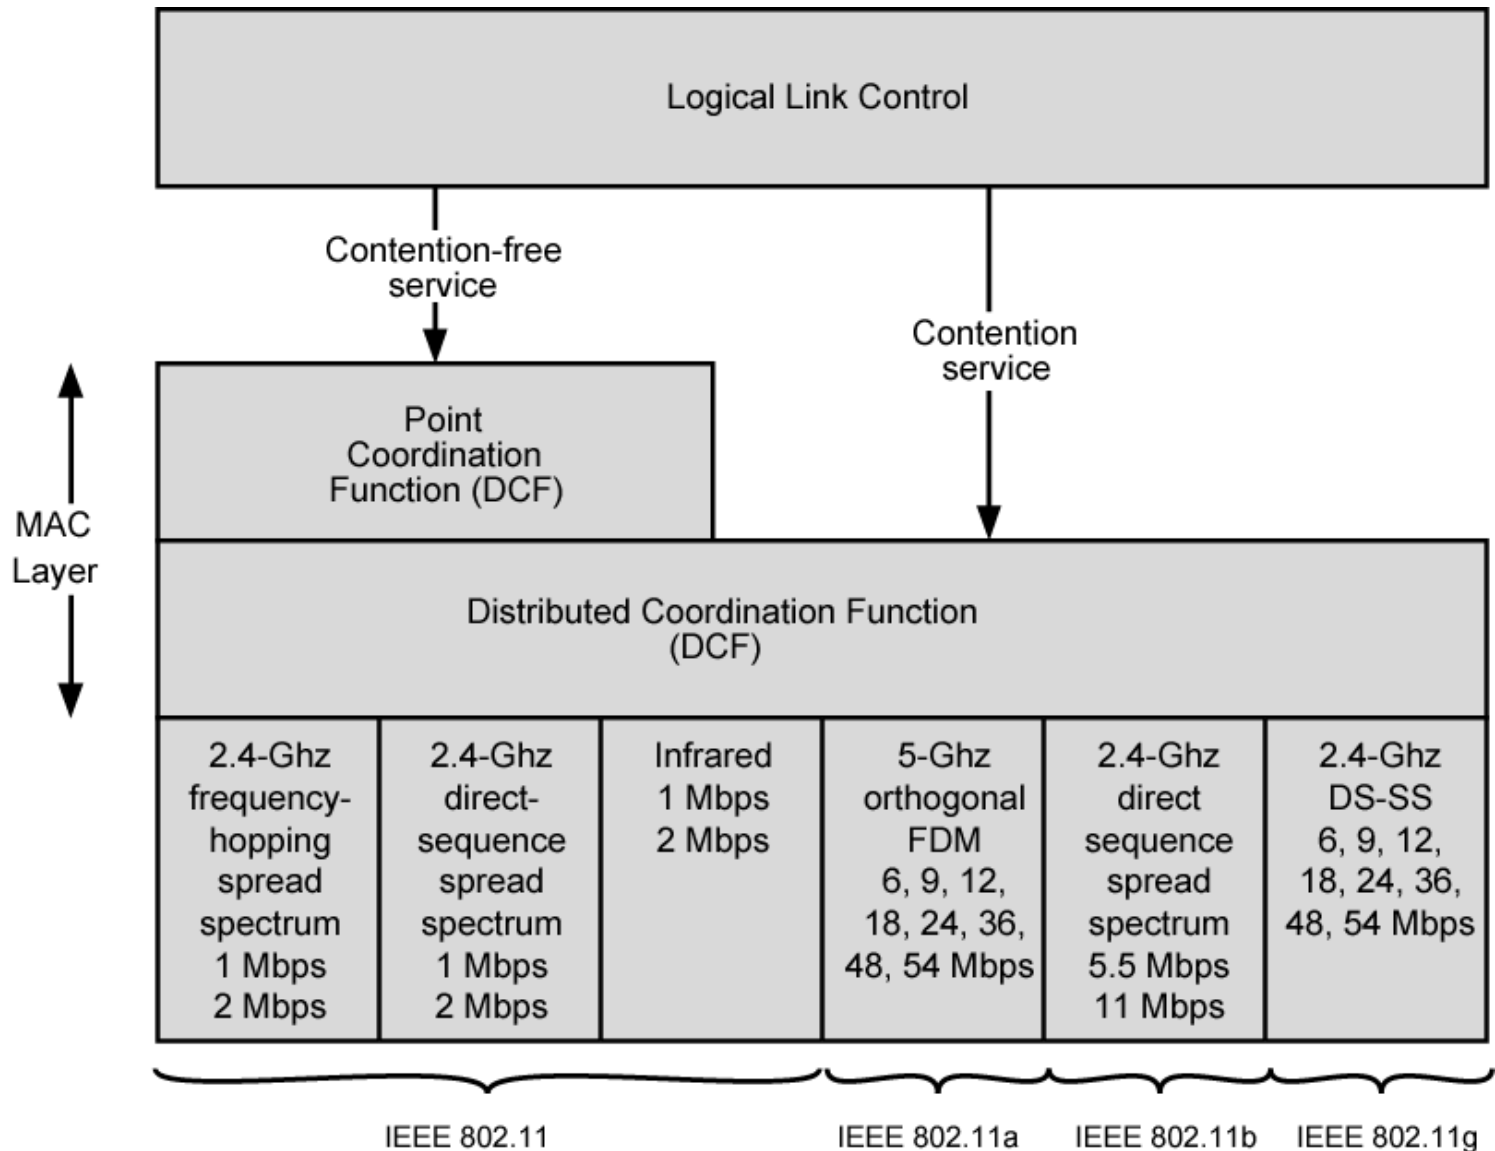 Logical Link Control
Contention-free
service
Contention
service
Point
Coordination
Function (DCF)
MAC
Layer
Distributed Coordination Function
(DCF)
2.4-Ghz
frequency-
hopping
spread
spectrum
1 Mbps
2 Mbps
2.4-Ghz
direct-
sequence
spread
spectrum
1 Mbps
2 Mbps
Infrared
1 Mbps
2 Mbps
5-Ghz
orthogonal
FDM
6, 9, 12,
18, 24, 36,
48, 54 Mbps
2.4-Ghz
direct
sequence
spread
spectrum
5.5 Mbps
11 Mbps
2.4-Ghz
DS-SS
6, 9, 12,
18, 24, 36,
48, 54 Mbps
IEEE 802.11
IEEE 802.11a
IEEE 802.11b
IEEE 802.11g